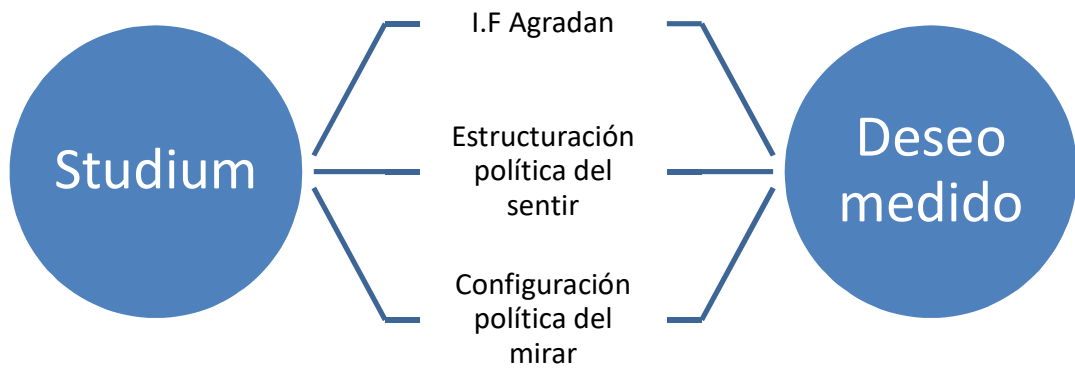 Studium
I.F Agradan
Estructuración
política del
sentir
Configuración
política del
mirar
Deseo
medido